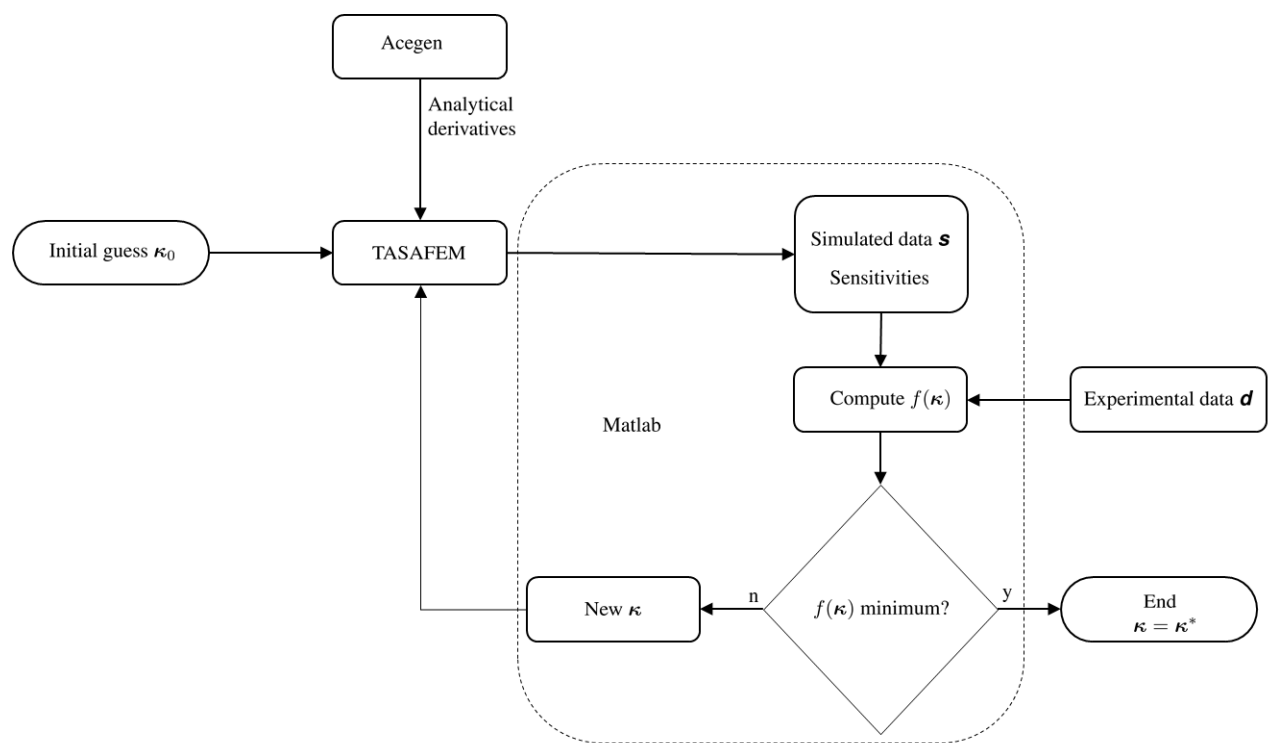 Acegen
Analytical
derivatives
Initial guess κ₀
TASAFEM
Simulated data s
Sensitivities
Compute f(κ)
Experimental data d
Matlab
New κ
n
f(κ) minimum?
y
End
κ = κ*